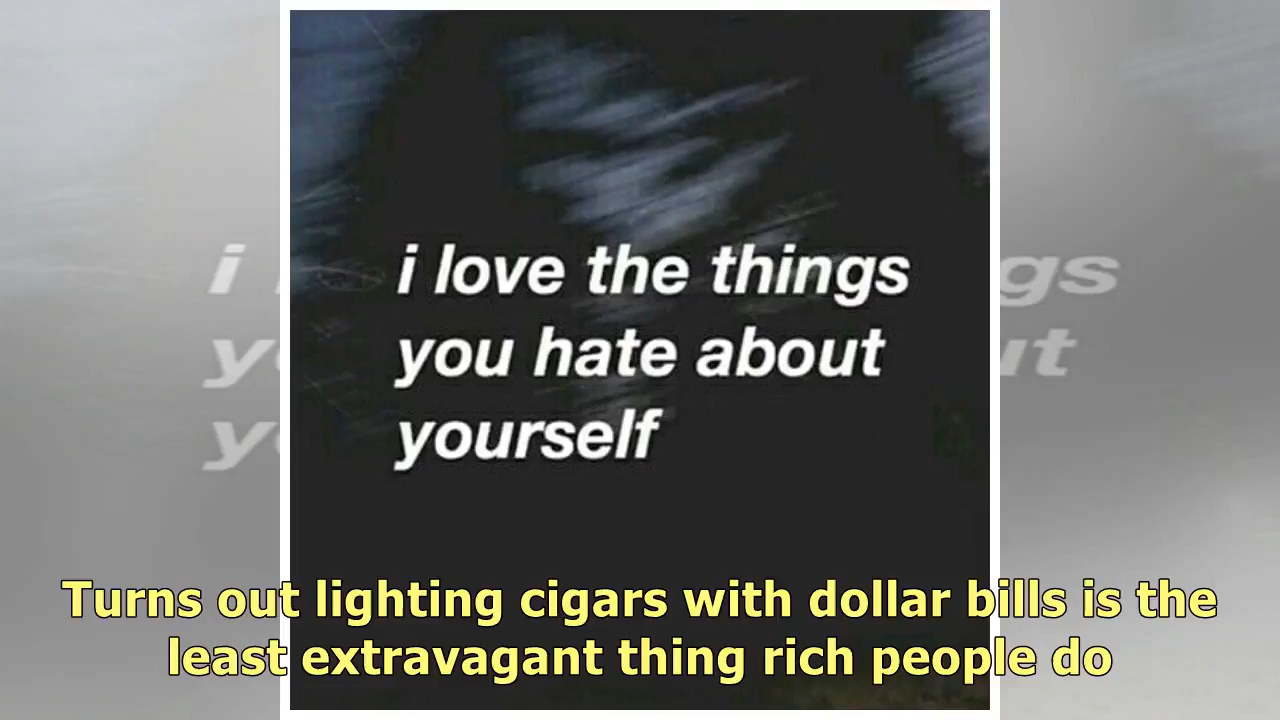 i love the things
you hate about
yourself
Turns out lighting cigars with dollar bills is the
least extravagant thing rich people do